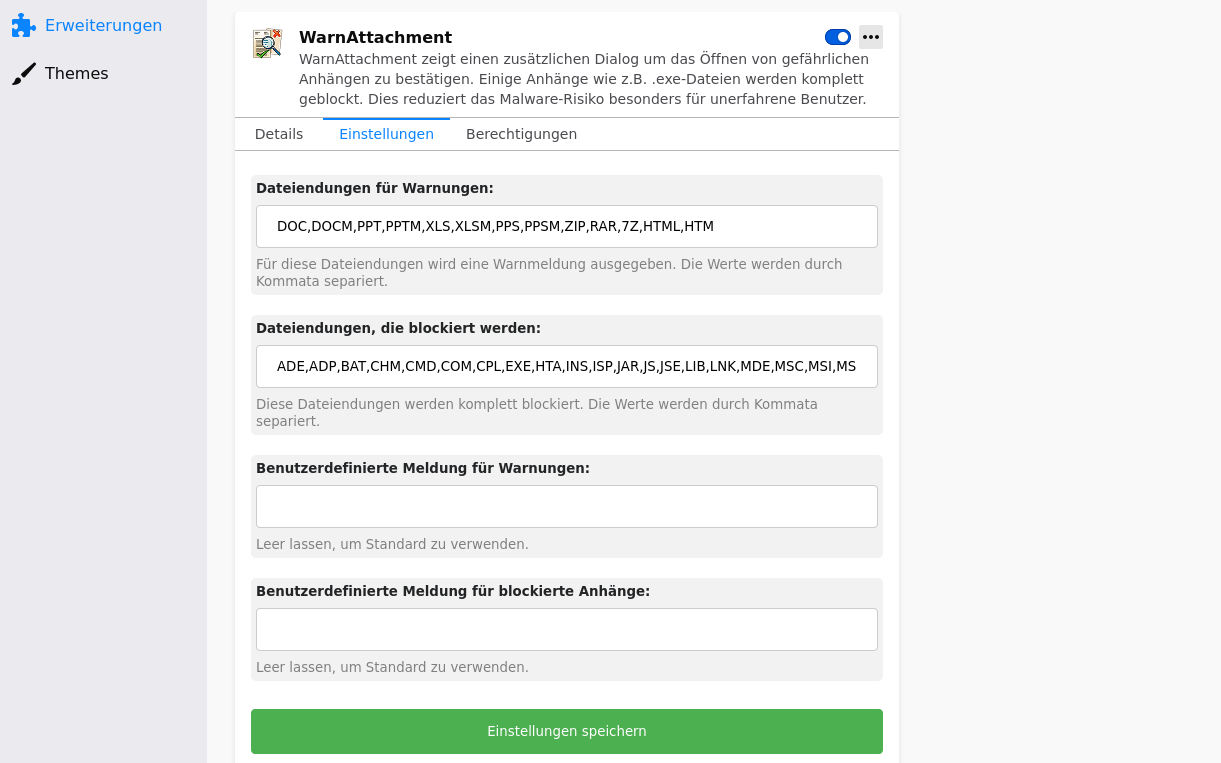 Erweiterungen
Themes
WarnAttachment
WarnAttachment zeigt einen zusätzlichen Dialog um das Öffnen von gefährlichen
Anhängen zu bestätigen. Einige Anhänge wie z.B. .exe-Dateien werden komplett
geblockt. Dies reduziert das Malware-Risiko besonders für unerfahrene Benutzer.
Details
Einstellungen
Berechtigungen
Dateiendungen für Warnungen:
DOC,DOCM,PPT,PPTM,XLS,XLSM,PPS,PPSM,ZIP,RAR,7Z,HTML,HTM
Für diese Dateiendungen wird eine Warnmeldung ausgegeben. Die Werte werden durch
Kommata separiert.
Dateiendungen, die blockiert werden:
ADE,ADP,BAT,CHM,CMD,COM,CPL,EXE,HTA,INS,ISP,JAR,JS,JSE,LIB,LNK,MDE,MSC,MSI,MS
Diese Dateiendungen werden komplett blockiert. Die Werte werden durch Kommata
separiert.
Benutzerdefinierte Meldung für Warnungen:
Leer lassen, um Standard zu verwenden.
Benutzerdefinierte Meldung für blockierte Anhänge:
Leer lassen, um Standard zu verwenden.
Einstellungen speichern